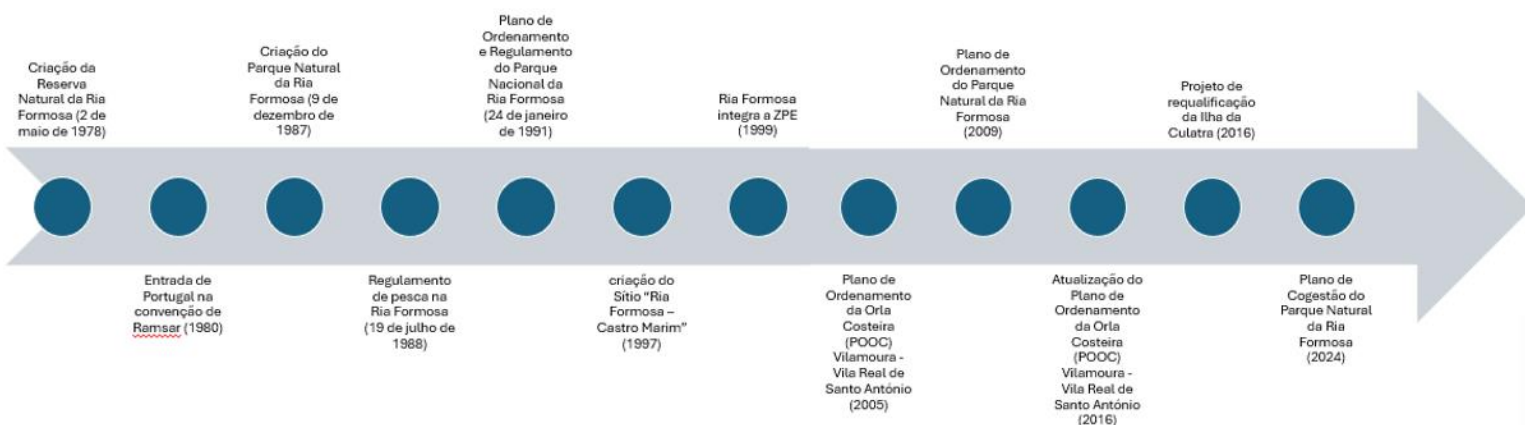 Criação da
Reserva
Natural da Ria
Formosa (2 de
maio de 1978)
Entrada de
Portugal na
convenção de
Ramsar (1980)
Criação do
Parque Natural
da Ria
Formosa (9 de
dezembro de
1987)
Regulamento
de pesca na
Ria Formosa
(19 de julho de
1988)
Plano de
Ordenamento
e Regulamento
do Parque
Nacional da
Ria Formosa
(24 de janeiro
de 1991)
criação do
Sítio “Ria
Formosa –
Castro Marim”
(1997)
Ria Formosa
integra a ZPE
(1999)
Plano de
Ordenamento
da Orla
Costeira
(POOC)
Vilamoura -
Vila Real de
Santo António
(2005)
Plano de
Ordenamento
do Parque
Natural da Ria
Formosa
(2009)
Atualização do
Plano de
Ordenamento
da Orla
Costeira
(POOC)
Vilamoura -
Vila Real de
Santo António
(2016)
Projeto de
requalificação
da Ilha da
Culatra (2016)
Plano de
Cogestão do
Parque Natural
da Ria
Formosa
(2024)